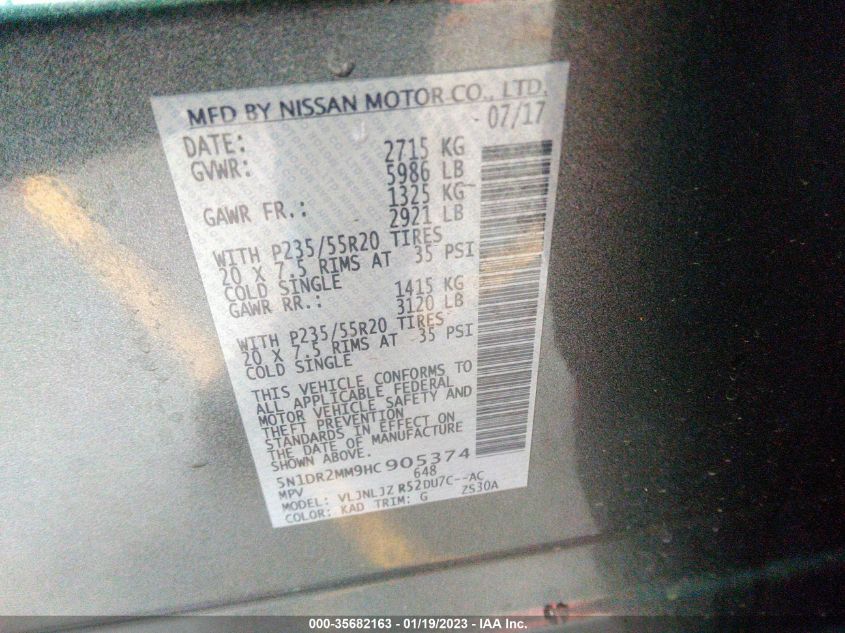 MFD BY NISSAN MOTOR CO., LTD.
DATE: 07/17
GVWR: 2715 KG
5986 LB
GAWR FR.: 1325 KG
2921 LB
WITH P235/55R20 TIRES
20 X 7.5 RIMS AT 35 PSI
COLD SINGLE
GAWR RR.: 1415 KG
3120 LB
WITH P235/55R20 TIRES
20 X 7.5 RIMS AT 35 PSI
COLD SINGLE
THIS VEHICLE CONFORMS TO
ALL APPLICABLE FEDERAL
MOTOR VEHICLE SAFETY AND
THEFT PREVENTION
STANDARDS IN EFFECT ON
THE DATE OF MANUFACTURE
SHOWN ABOVE.
5N1DR2MM9HC905374
MPV 648
MODEL: VLJNLJZ R52DU7C--AC
COLOR: KAD TRIM: G ZS30A
000-35682163 - 01/19/2023 - IAA Inc.